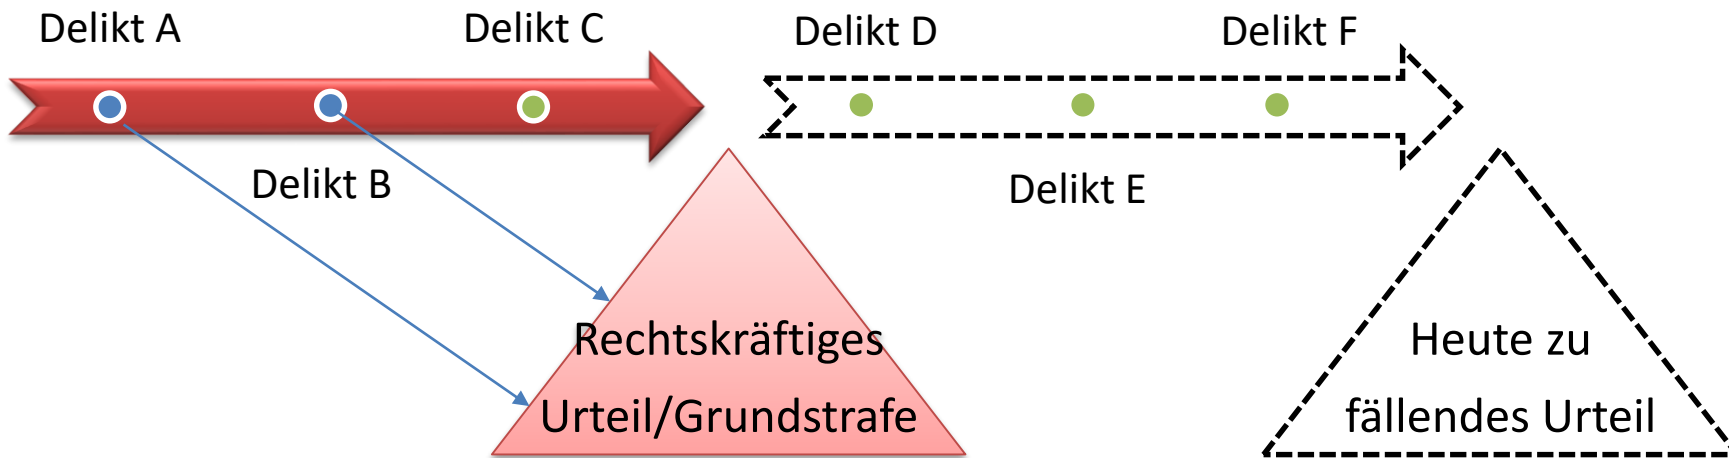 Delikt A
Delikt C
Delikt D
Delikt F
Delikt B
Delikt E
Rechtskräftiges
Urteil/Grundstrafe
Heute zu
fällendes Urteil